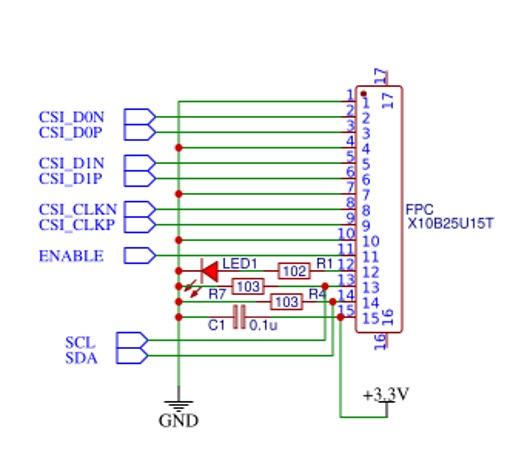 17
1 1 17
CSI_D0N 2 2
CSI_D0P 3 3
4 4
CSI_D1N 5 5
CSI_D1P 6 6
7 7
CSI_CLKN 8 8
CSI_CLKP 9 9
FPC
X10B25U15T
10 10
ENABLE 11 11
LED1 102 R1 12 12
R7 103 13 13
103 R4 14 14
C1 0.1u 15 15 16
SCL
SDA
16
+3.3V
GND